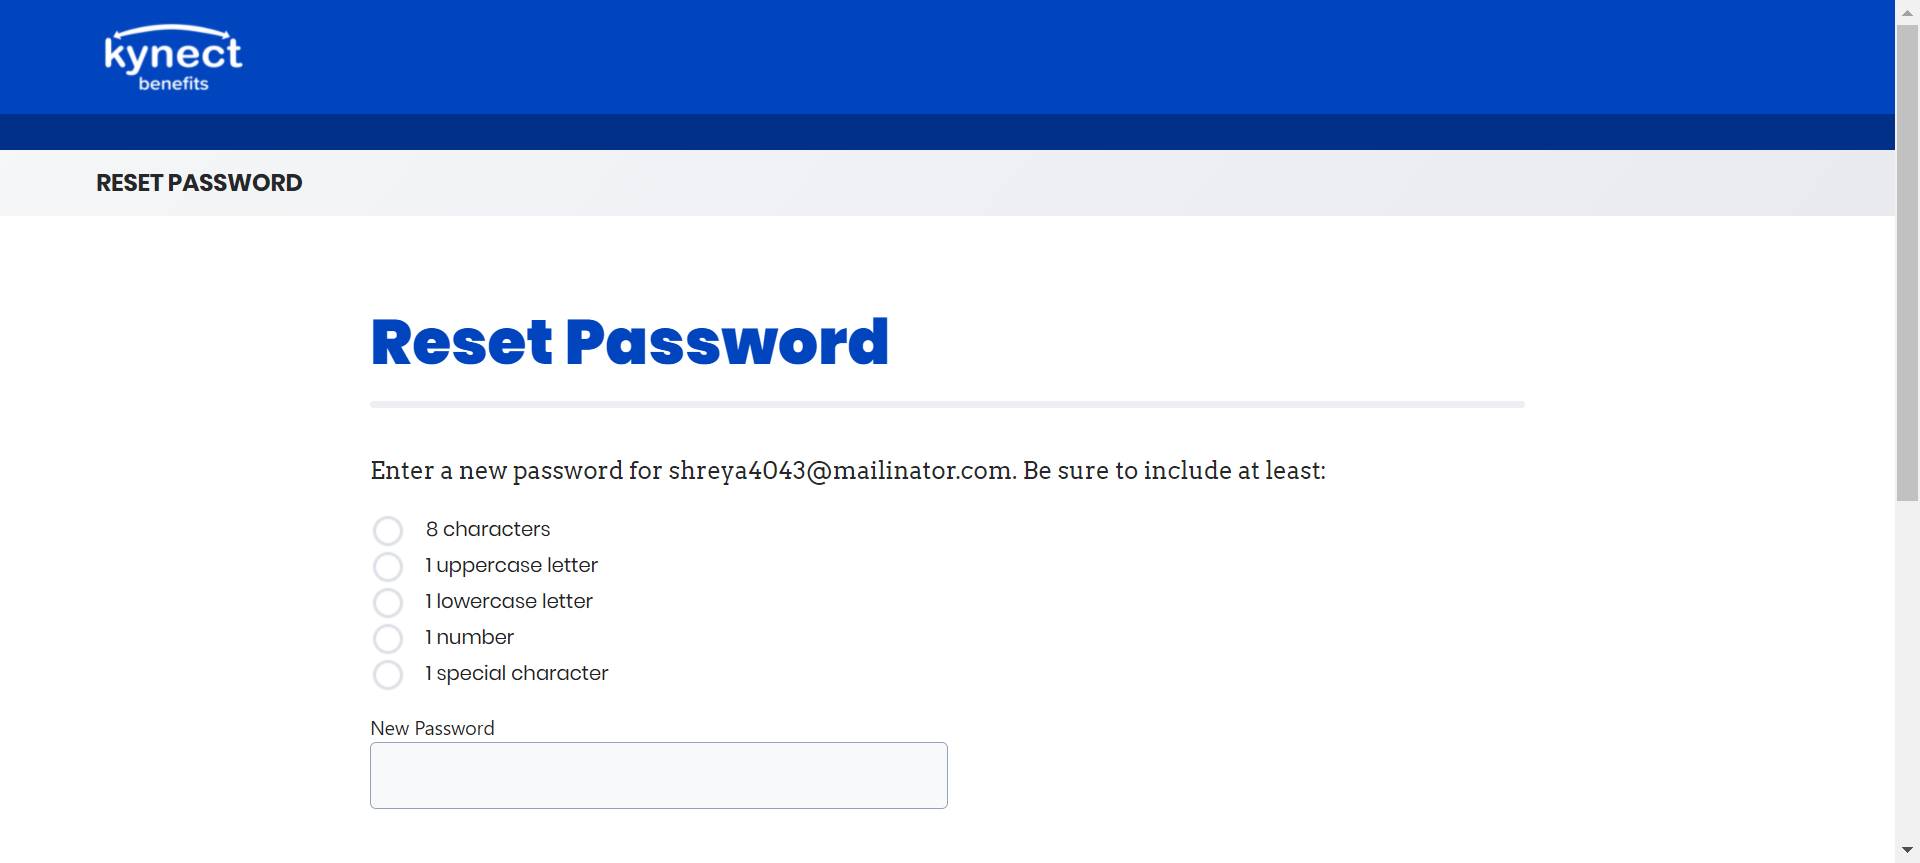 kynect
benefits
RESET PASSWORD
Reset Password
Enter a new password for shreya4043@mailinator.com. Be sure to include at least:
8 characters
1 uppercase letter
1 lowercase letter
1 number
1 special character
New Password